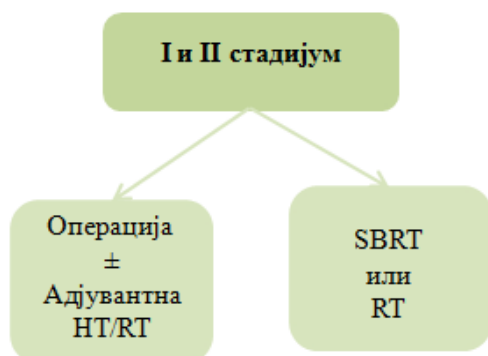 I и II стадијум
Операција
±
Адјувантна
HT/RT
SBRT
или
RT